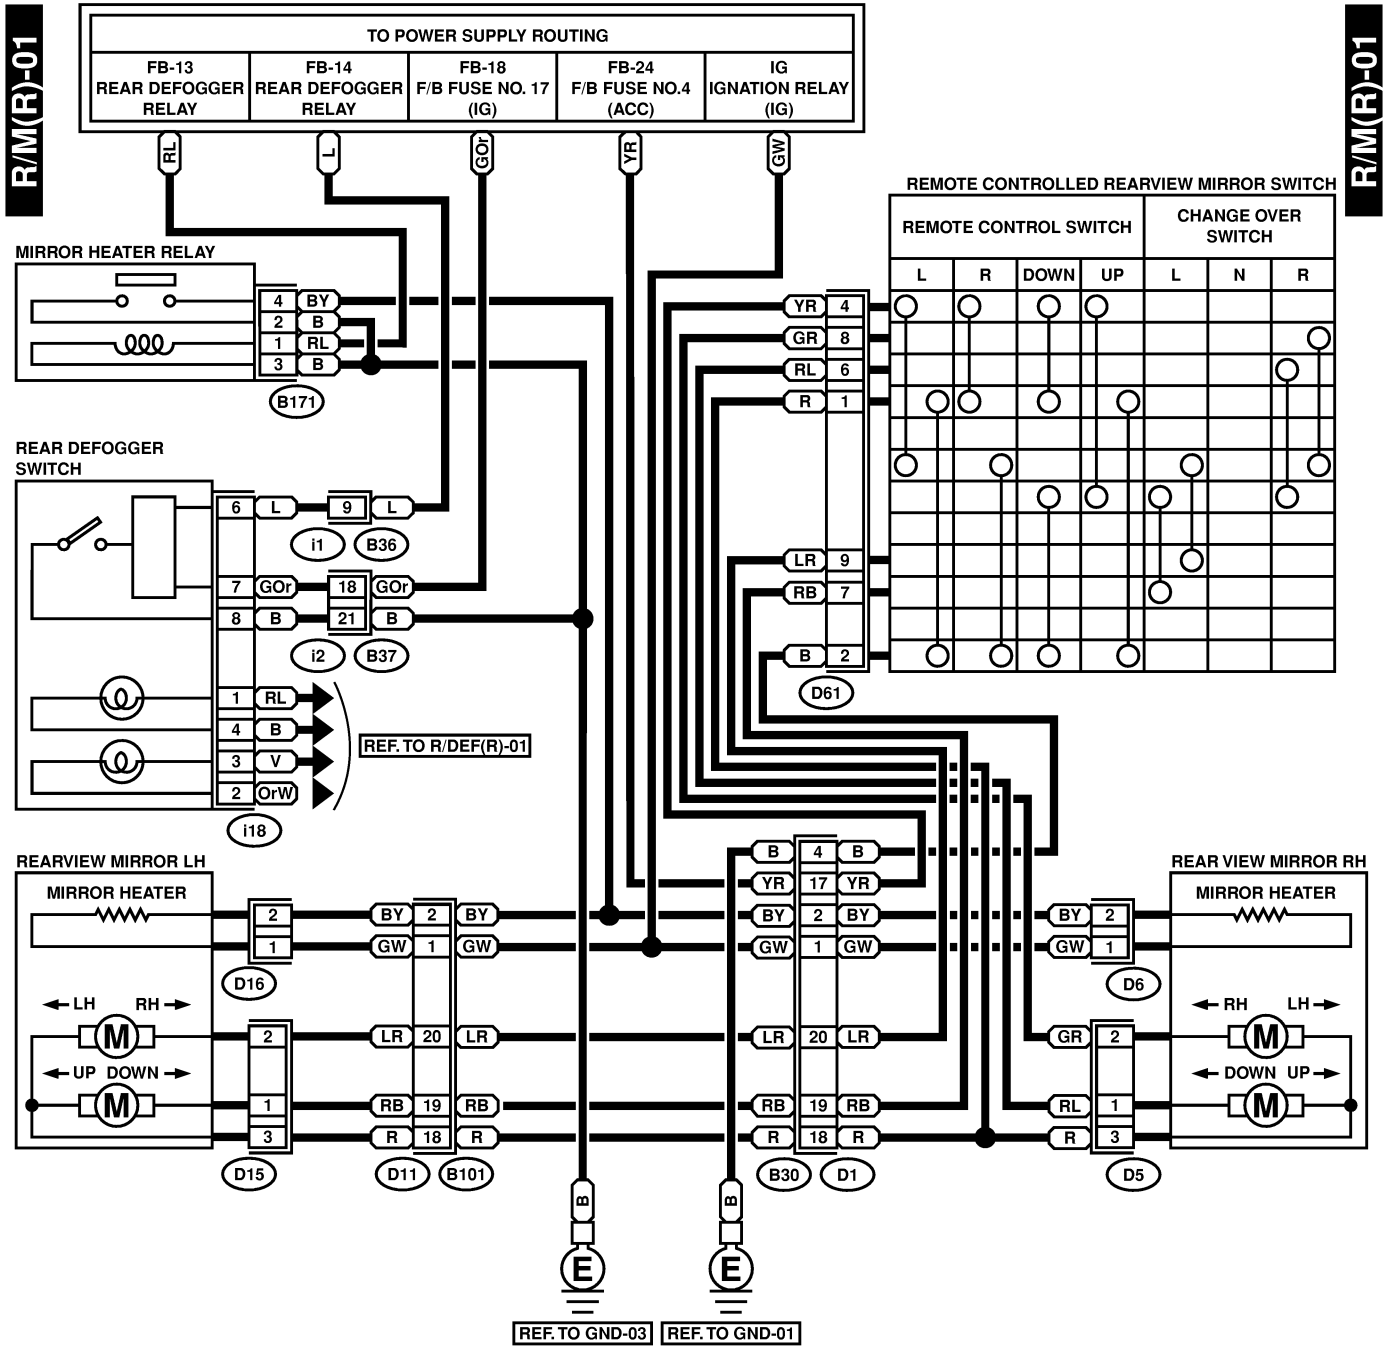 R/M(R)-01
R/M(R)-01
TO POWER SUPPLY ROUTING
FB-13
REAR DEFOGGER
RELAY
FB-14
REAR DEFOGGER
RELAY
FB-18
F/B FUSE NO. 17
(IG)
FB-24
F/B FUSE NO.4
(ACC)
IG
IGNATION RELAY
(IG)
RL
L
GOr
YR
GW
MIRROR HEATER RELAY
4 BY
2 B
1 RL
3 B
B171
REAR DEFOGGER
SWITCH
6 L 9 L
i1 B36
7 GOr 18 GOr
8 B 21 B
i2 B37
1 RL
4 B
3 V
2 OrW
REF. TO R/DEF(R)-01
i18
REMOTE CONTROLLED REARVIEW MIRROR SWITCH
REMOTE CONTROL SWITCH
CHANGE OVER
SWITCH
L R DOWN UP L N R
YR 4
GR 8
RL 6
R 1
LR 9
RB 7
B 2
D61
REARVIEW MIRROR LH
MIRROR HEATER
2 BY 2 BY
1 GW 1 GW
D16
LH RH
M
UP DOWN
M
2 LR 20 LR
1 RB 19 RB
3 R 18 R
D15 D11 B101
B 4 B
YR 17 YR
BY 2 BY
GW 1 GW
LR 20 LR
RB 19 RB
R 18 R
B30 D1
REAR VIEW MIRROR RH
MIRROR HEATER
BY 2
GW 1
D6
RH LH
M
DOWN UP
M
GR 2
RL 1
R 3
D5
B
E
REF. TO GND-03
B
E
REF. TO GND-01